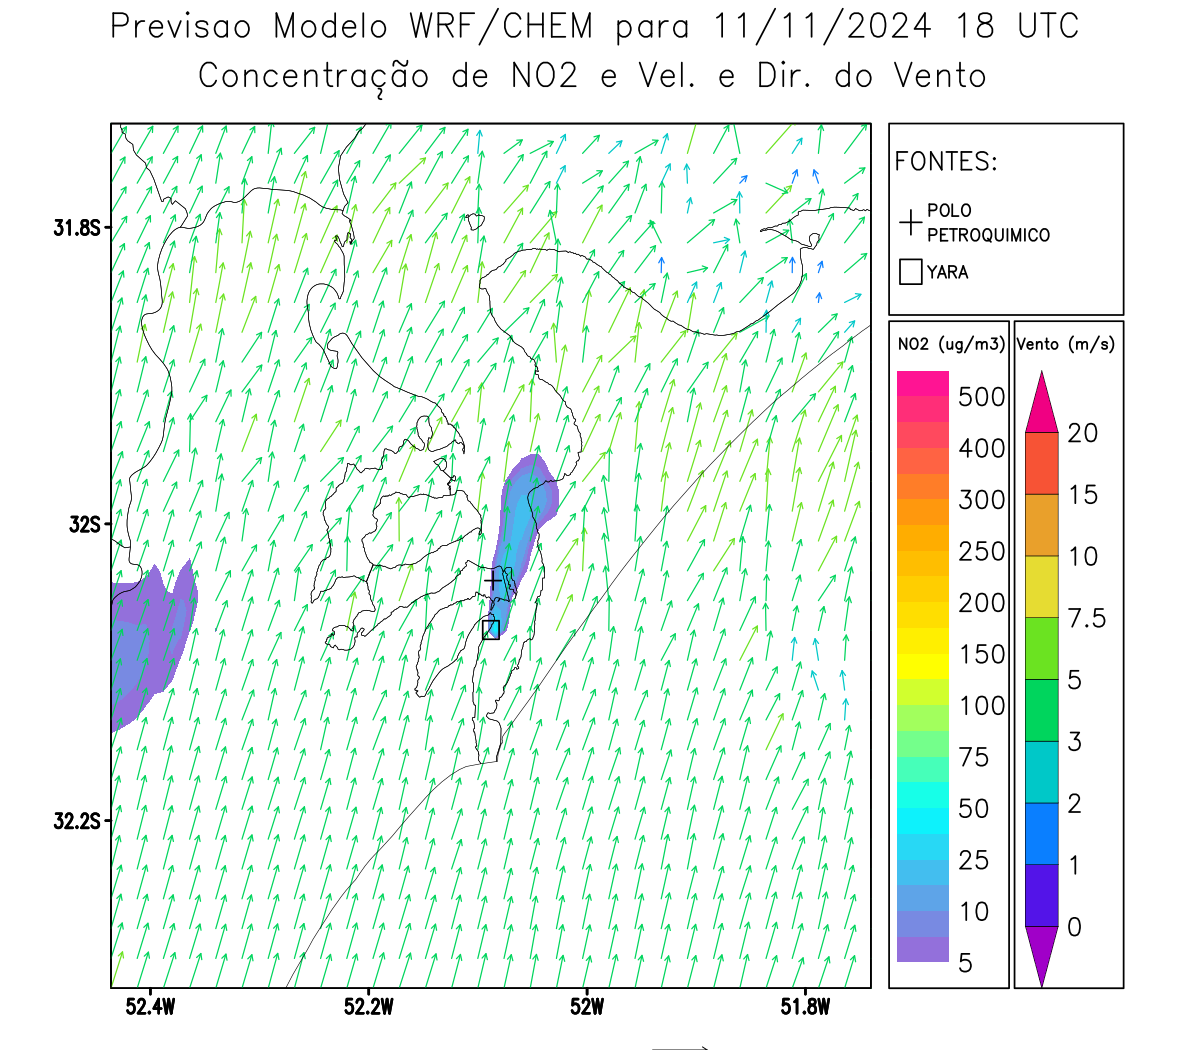 Previsao Modelo WRF/CHEM para 11/11/2024 18 UTC
Concentração de NO2 e Vel. e Dir. do Vento
FONTES:
POLO
PETROQUIMICO
YARA
NO2 (ug/m3)
500
400
300
250
200
150
100
75
50
25
10
5
Vento (m/s)
20
15
10
7.5
5
3
2
1
0
31.8S
32S
32.2S
52.4W
52.2W
52W
51.8W